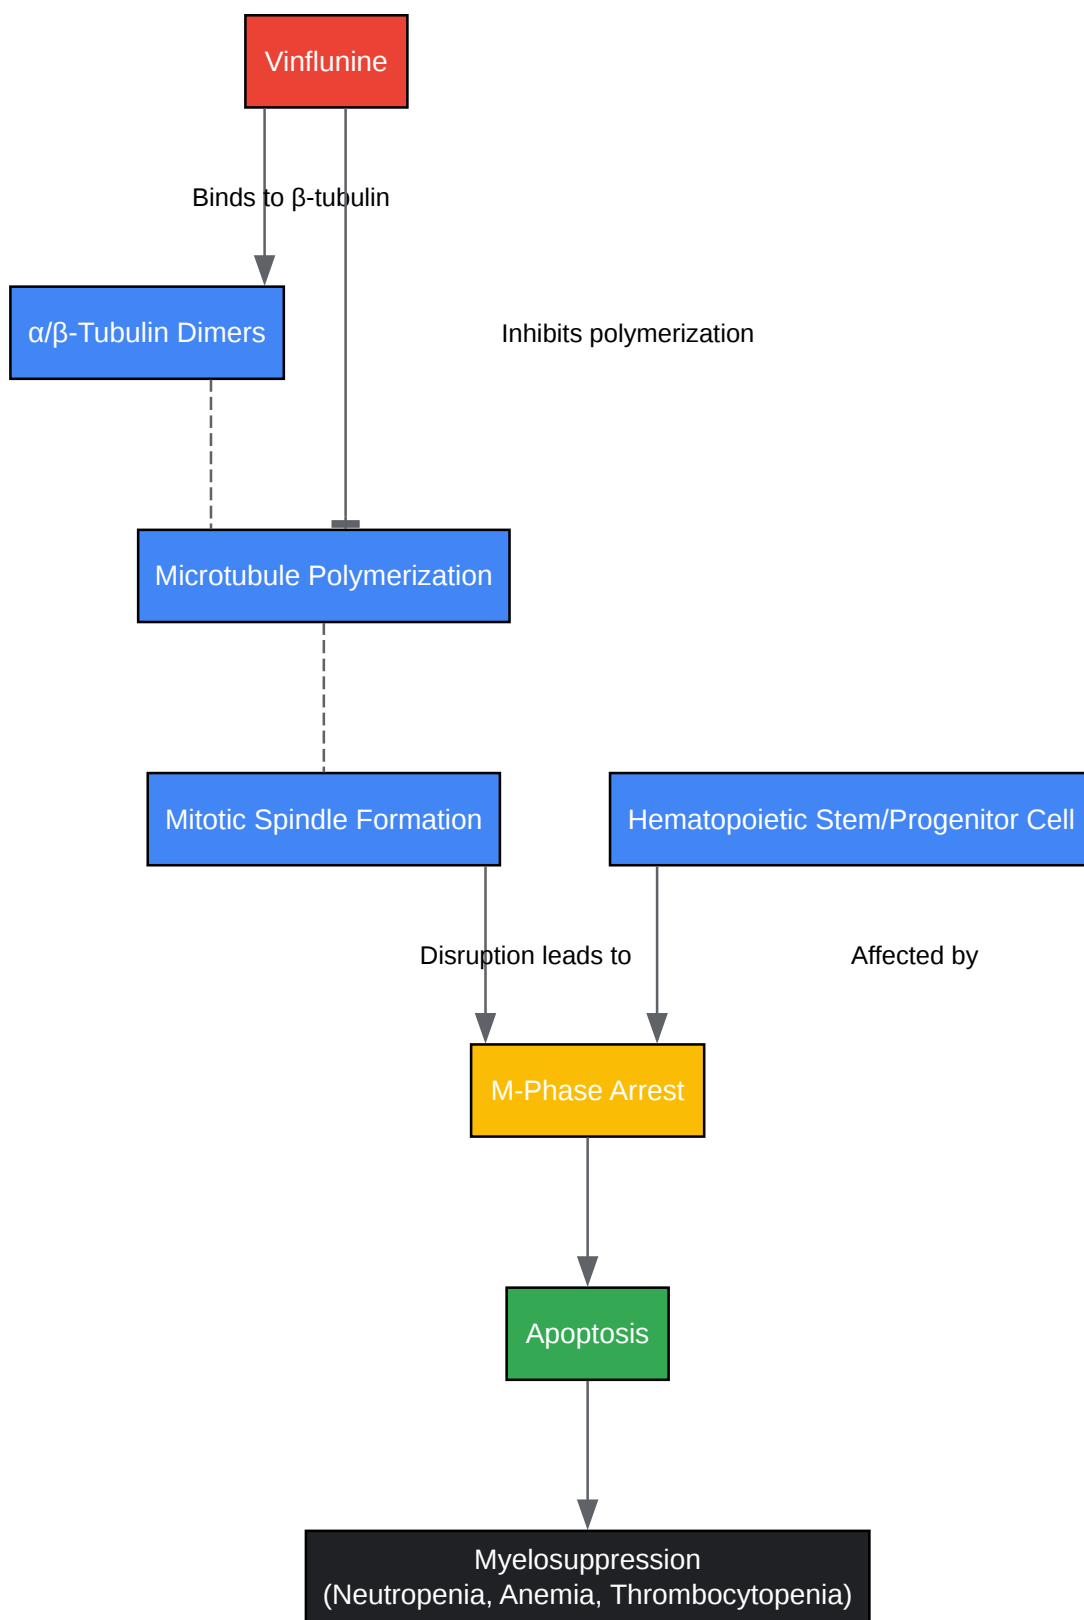 Vinflunine
Binds to β-tubulin
α/β-Tubulin Dimers
Inhibits polymerization
Microtubule Polymerization
Mitotic Spindle Formation
Hematopoietic Stem/Progenitor Cell
Disruption leads to
Affected by
M-Phase Arrest
Apoptosis
Myelosuppression
(Neutropenia, Anemia, Thrombocytopenia)